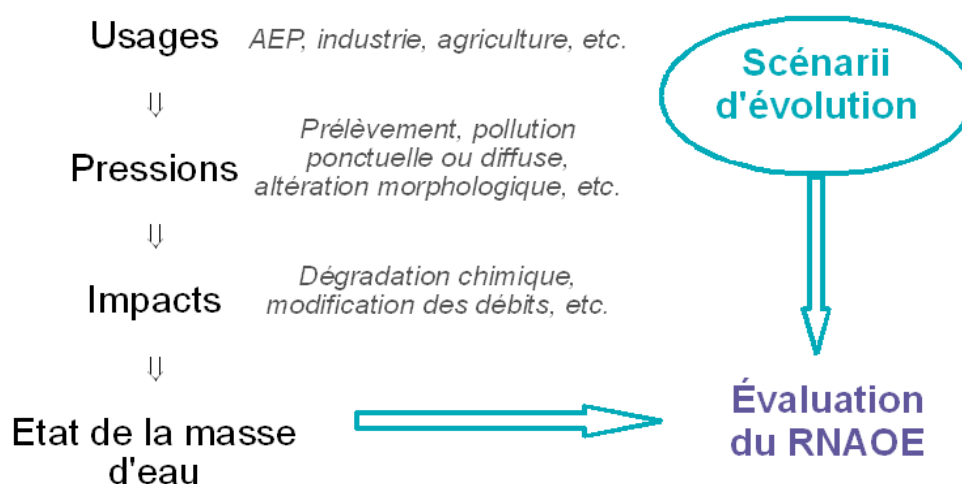 Usages
AEP, industrie, agriculture, etc.
Scénarii
d'évolution
Pressions
Prélèvement, pollution
ponctuelle ou diffuse,
altération morphologique, etc.
Impacts
Dégradation chimique,
modification des débits, etc.
Etat de la masse
d'eau
Évaluation
du RNAOE